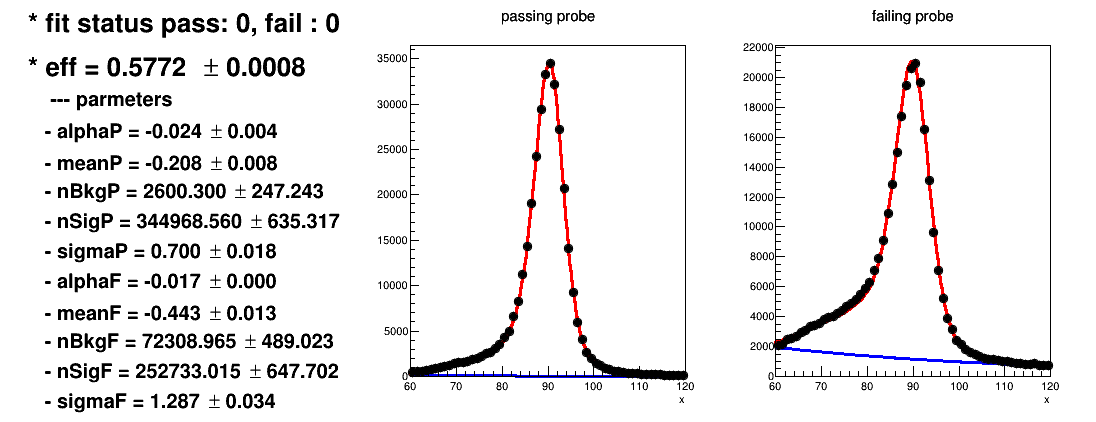 * fit status pass: 0, fail : 0
* eff = 0.5772 ± 0.0008
--- parmeters
- alphaP = -0.024 ± 0.004
- meanP = -0.208 ± 0.008
- nBkgP = 2600.300 ± 247.243
- nSigP = 344968.560 ± 635.317
- sigmaP = 0.700 ± 0.018
- alphaF = -0.017 ± 0.000
- meanF = -0.443 ± 0.013
- nBkgF = 72308.965 ± 489.023
- nSigF = 252733.015 ± 647.702
- sigmaF = 1.287 ± 0.034
passing probe
35000
30000
25000
20000
15000
10000
5000
0
60 70 80 90 100 110 120
x
failing probe
22000
20000
18000
16000
14000
12000
10000
8000
6000
4000
2000
0
60 70 80 90 100 110 120
x